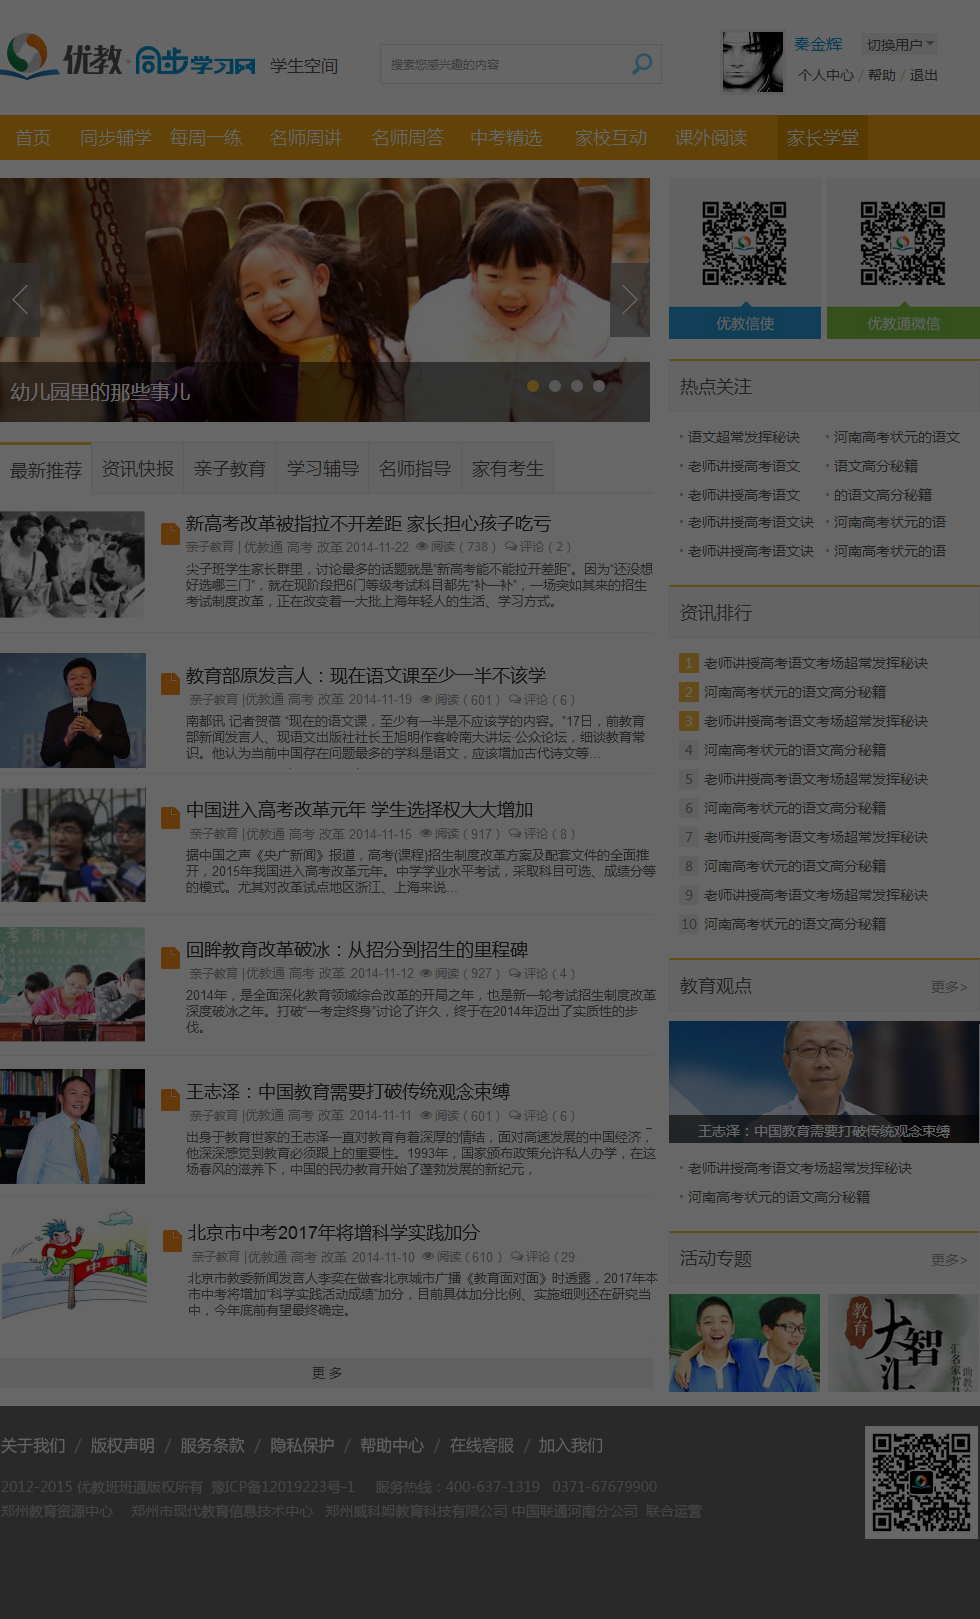 优教·同步学习网 学生空间
搜索您感兴趣的内容
秦金辉 切换用户
个人中心 / 帮助 / 退出
首页 同步辅学 每周一练 名师周讲 名师周答 中考精选 家校互动 课外阅读 家长学堂
幼儿园里的那些事儿
优教信使 优教通微信
最新推荐 资讯快报 亲子教育 学习辅导 名师指导 家有考生
新高考改革被指拉不开差距 家长担心孩子吃亏
亲子教育 | 优教通 高考 改革 2014-11-22 阅读（738） 评论（2）
尖子班学生家长群里，讨论最多的话题就是“新高考能不能拉开差距”。因为“还没想
好选哪三门”，就在现阶段把6门等级考试科目都先“补一补”，一场突如其来的招生
考试制度改革，正在改变着一大批上海年轻人的生活、学习方式。
教育部原发言人：现在语文课至少一半不该学
亲子教育 |优教通 高考 改革 2014-11-19 阅读（601） 评论（6）
南都讯 记者贺蓓 “现在的语文课，至少有一半是不应该学的内容。”17日，前教育
部新闻发言人、现语文出版社社长王旭明作客岭南大讲坛·公众论坛，细谈教育常
识。他认为当前中国存在问题最多的学科是语文，应该增加古代诗文等...
中国进入高考改革元年 学生选择权大大增加
亲子教育 |优教通 高考 改革 2014-11-15 阅读（917） 评论（8）
据中国之声《央广新闻》报道，高考(课程)招生制度改革方案及配套文件的全面推
开，2015年我国进入高考改革元年。中学学业水平考试，采取科目可选、成绩分等
的模式。尤其对改革试点地区浙江、上海来说...
回眸教育改革破冰：从招分到招生的里程碑
亲子教育 |优教通 高考 改革 2014-11-12 阅读（927） 评论（4）
2014年，是全面深化教育领域综合改革的开局之年，也是新一轮考试招生制度改革
深度破冰之年。打破“一考定终身”讨论了许久，终于在2014年迈出了实质性的步
伐。
王志泽：中国教育需要打破传统观念束缚
亲子教育 |优教通 高考 改革 2014-11-11 阅读（601） 评论（6）
出身于教育世家的王志泽一直对教育有着深厚的情结，面对高速发展的中国经济，
他深深感觉到教育必须跟上的重要性。1993年，国家颁布政策允许私人办学，在这
场春风的滋养下，中国的民办教育开始了蓬勃发展的新纪元，
中考
北京市中考2017年将增科学实践加分
亲子教育 |优教通 高考 改革 2014-11-10 阅读（610） 评论（29
北京市教委新闻发言人李奕在做客北京城市广播《教育面对面》时透露，2017年本
市中考将增加“科学实践活动成绩”加分，目前具体加分比例、实施细则还在研究当
中，今年底前有望最终确定。
更 多
热点关注
语文超常发挥秘诀 河南高考状元的语文
老师讲授高考语文 语文高分秘籍
老师讲授高考语文 的语文高分秘籍
老师讲授高考语文诀 河南高考状元的语
老师讲授高考语文诀 河南高考状元的语
资讯排行
1 老师讲授高考语文考场超常发挥秘诀
2 河南高考状元的语文高分秘籍
3 老师讲授高考语文考场超常发挥秘诀
4 河南高考状元的语文高分秘籍
5 老师讲授高考语文考场超常发挥秘诀
6 河南高考状元的语文高分秘籍
7 老师讲授高考语文考场超常发挥秘诀
8 河南高考状元的语文高分秘籍
9 老师讲授高考语文考场超常发挥秘诀
10 河南高考状元的语文高分秘籍
教育观点 更多>
王志泽：中国教育需要打破传统观念束缚
老师讲授高考语文考场超常发挥秘诀
河南高考状元的语文高分秘籍
活动专题 更多>
教育 大智汇 汇名家智慧 助教
关于我们 / 版权声明 / 服务条款 / 隐私保护 / 帮助中心 / 在线客服 / 加入我们
2012-2015 优教班班通版权所有 豫ICP备12019223号-1 服务热线：400-637-1319 0371-67679900
郑州教育资源中心 郑州市现代教育信息技术中心 郑州威科姆教育科技有限公司 中国联通河南分公司 联合运营